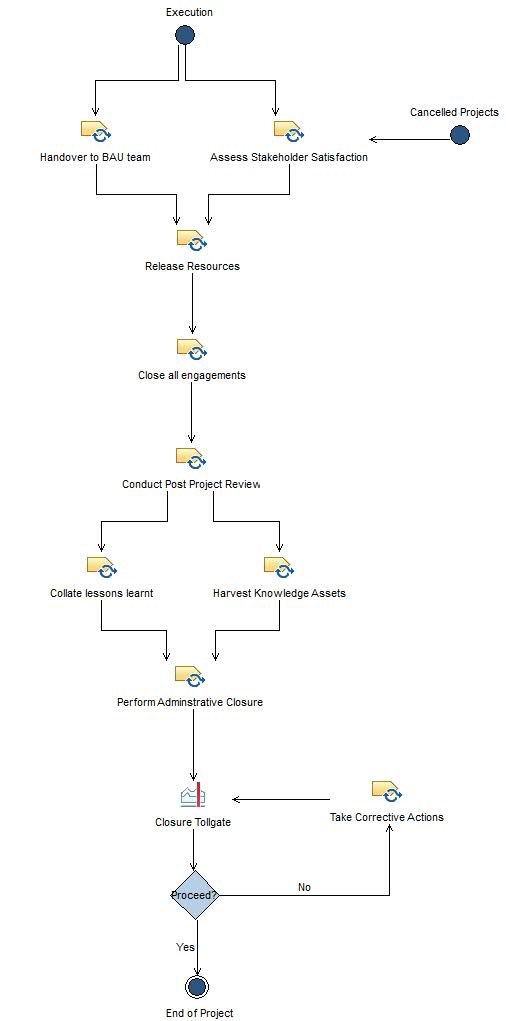 Execution
Cancelled Projects
Handover to BAU team
Assess Stakeholder Satisfaction
Release Resources
Close all engagements
Conduct Post Project Review
Collate lessons learnt
Harvest Knowledge Assets
Perform Adminstrative Closure
Closure Tollgate
Take Corrective Actions
Proceed?
No
Yes
End of Project